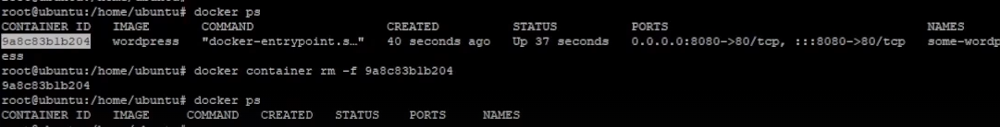 root@ubuntu:/home/ubuntu# docker ps
CONTAINER ID   IMAGE       COMMAND                  CREATED          STATUS          PORTS                                   NAMES
9a8c83b1b204   wordpress   "docker-entrypoint.s…"   40 seconds ago   Up 37 seconds   0.0.0.0:8080->80/tcp, :::8080->80/tcp   some-wordp
ess
root@ubuntu:/home/ubuntu# docker container rm -f 9a8c83b1b204
9a8c83b1b204
root@ubuntu:/home/ubuntu# docker ps
CONTAINER ID   IMAGE     COMMAND   CREATED   STATUS    PORTS     NAMES